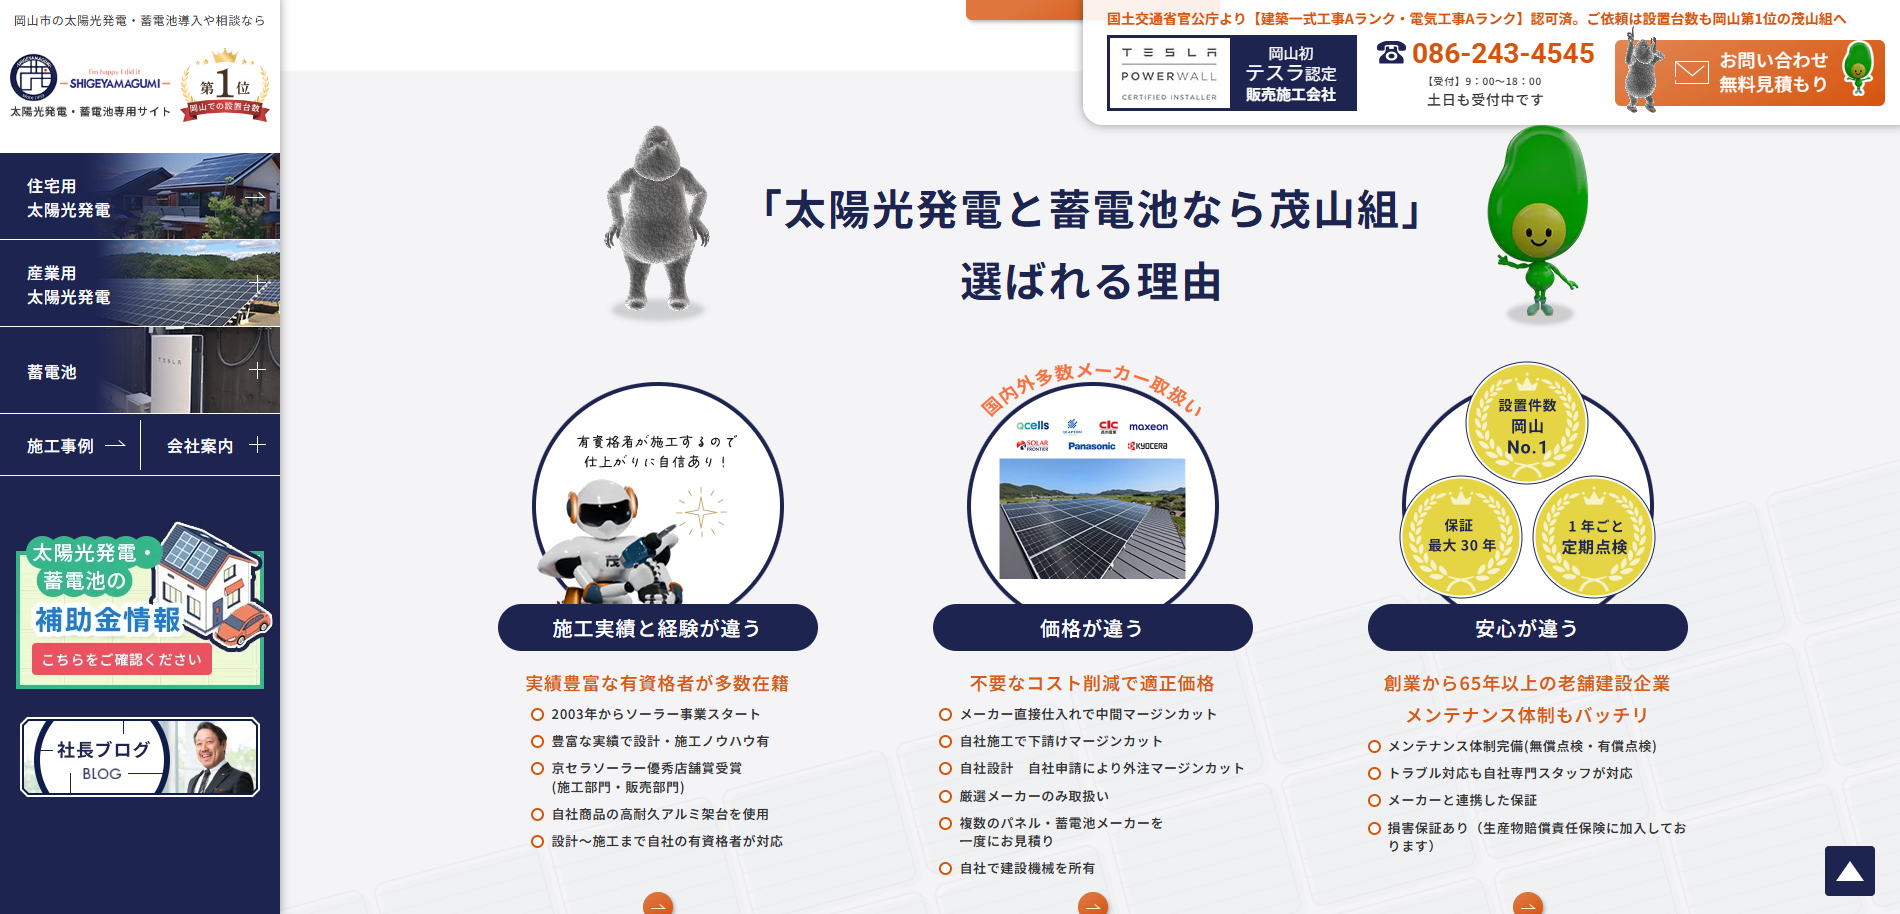 岡山市の太陽光発電・蓄電池導入や相談なら
SHIGEYAMAGUMI
SINCE 1957
I'm happy I did it
SHIGEYAMAGUMI
太陽光発電・蓄電池専用サイト
第1位
岡山での設置台数
住宅用
太陽光発電
産業用
太陽光発電
TESLA
蓄電池
施工事例
会社案内
太陽光発電・
蓄電池の
補助金情報
こちらをご確認ください
社長ブログ
BLOG
国土交通省官公庁より【建築一式工事Aランク・電気工事Aランク】認可済。ご依頼は設置台数も岡山第1位の茂山組へ
TESLA
POWERWALL
CERTIFIED INSTALLER
岡山初
テスラ認定
販売施工会社
086-243-4545
【受付】9：00～18：00
土日も受付中です
お問い合わせ
無料見積もり
「太陽光発電と蓄電池なら茂山組」
選ばれる理由
有資格者が施工するので
仕上がりに自信あり！
茂
施工実績と経験が違う
実績豊富な有資格者が多数在籍
2003年からソーラー事業スタート
豊富な実績で設計・施工ノウハウ有
京セラソーラー優秀店舗賞受賞
(施工部門・販売部門)
自社商品の高耐久アルミ架台を使用
設計～施工まで自社の有資格者が対応
国内外多数メーカー取扱い
Qcells
CIC
maxeon
SOLAR FRONTIER
Panasonic
KYOCERA
価格が違う
不要なコスト削減で適正価格
メーカー直接仕入れで中間マージンカット
自社施工で下請けマージンカット
自社設計　自社申請により外注マージンカット
厳選メーカーのみ取扱い
複数のパネル・蓄電池メーカーを
一度にお見積り
自社で建設機械を所有
設置件数
岡山
No.1
保証
最大 30 年
1 年ごと
定期点検
安心が違う
創業から65年以上の老舗建設企業
メンテナンス体制もバッチリ
メンテナンス体制完備(無償点検・有償点検)
トラブル対応も自社専門スタッフが対応
メーカーと連携した保証
損害保証あり（生産物賠償責任保険に加入してお
ります）